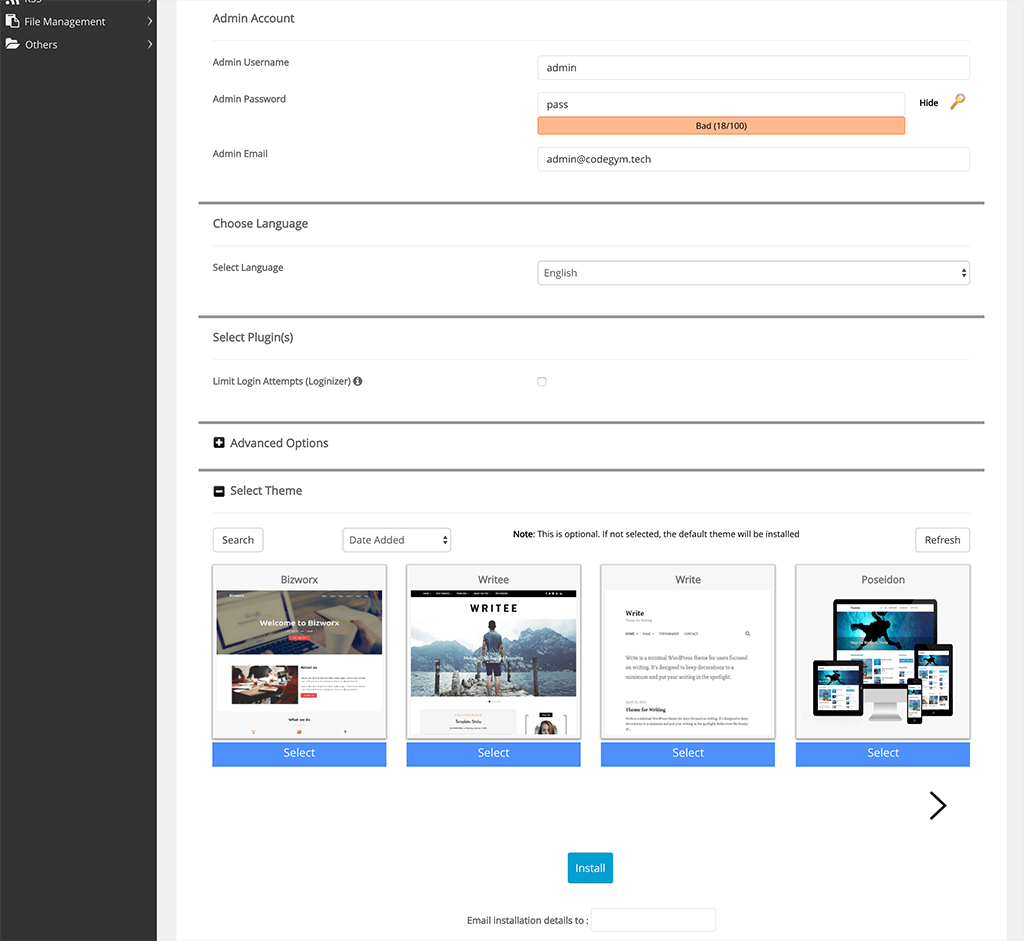 RSS
File Management
Others
Admin Account
Admin Username
admin
Admin Password
pass
Hide
Bad (18/100)
Admin Email
admin@codegym.tech
Choose Language
Select Language
English
Select Plugin(s)
Limit Login Attempts (Loginizer)
Advanced Options
Select Theme
Search
Date Added
Note: This is optional. If not selected, the default theme will be installed
Refresh
Bizworx
Welcome to Bizworx
About us
What we do
Select
Writee
WRITEE
Template: Sticky
Select
Write
Write
Theme for Writing
HOME
PAGE
TYPOGRAPHY
CONTACT
Write is a minimal WordPress theme for users focused
on writing. It's designed to keep decorations to a
minimum and put your writing in the spotlight.
Theme for Writing
Select
Poseidon
Select
Install
Email installation details to :